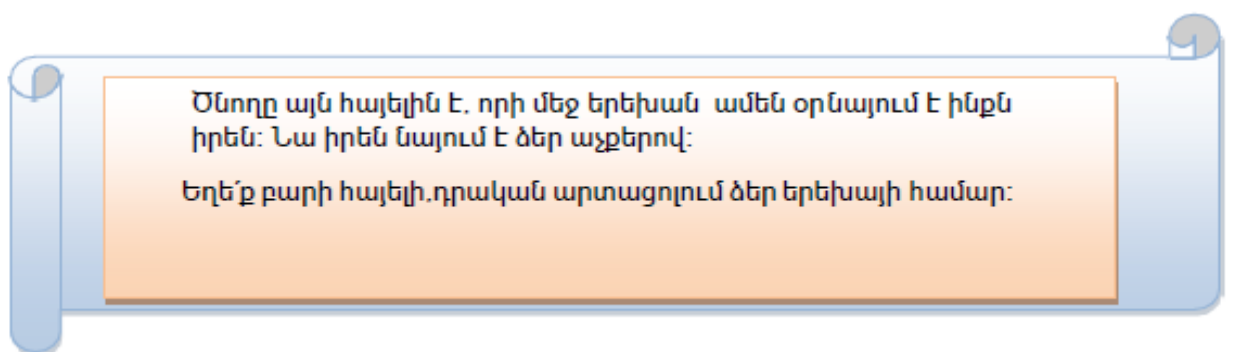 Ծնողը այն հայելին է, որի մեջ երեխան  ամեն օրնայում է ինքն
իրեն: Նա իրեն նայում է ձեր աչքերով:
Եղե՛ք բարի հայելի,դրական արտացոլում ձեր երեխայի համար: